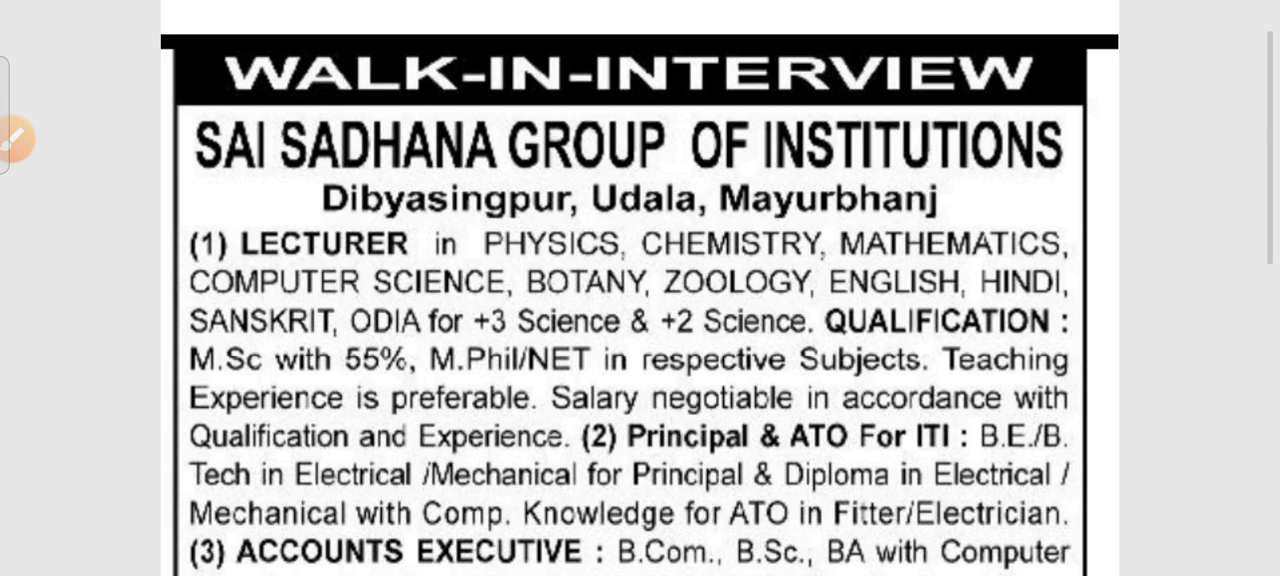 WALK-IN-INTERVIEW
SAI SADHANA GROUP OF INSTITUTIONS
Dibyasingpur, Udala, Mayurbhanj
(1) LECTURER in PHYSICS, CHEMISTRY, MATHEMATICS,
COMPUTER SCIENCE, BOTANY, ZOOLOGY, ENGLISH, HINDI,
SANSKRIT, ODIA for +3 Science & +2 Science. QUALIFICATION :
M.Sc with 55%, M.Phil/NET in respective Subjects. Teaching
Experience is preferable. Salary negotiable in accordance with
Qualification and Experience. (2) Principal & ATO For ITI : B.E./B.
Tech in Electrical /Mechanical for Principal & Diploma in Electrical /
Mechanical with Comp. Knowledge for ATO in Fitter/Electrician.
(3) ACCOUNTS EXECUTIVE : B.Com., B.Sc., BA with Computer